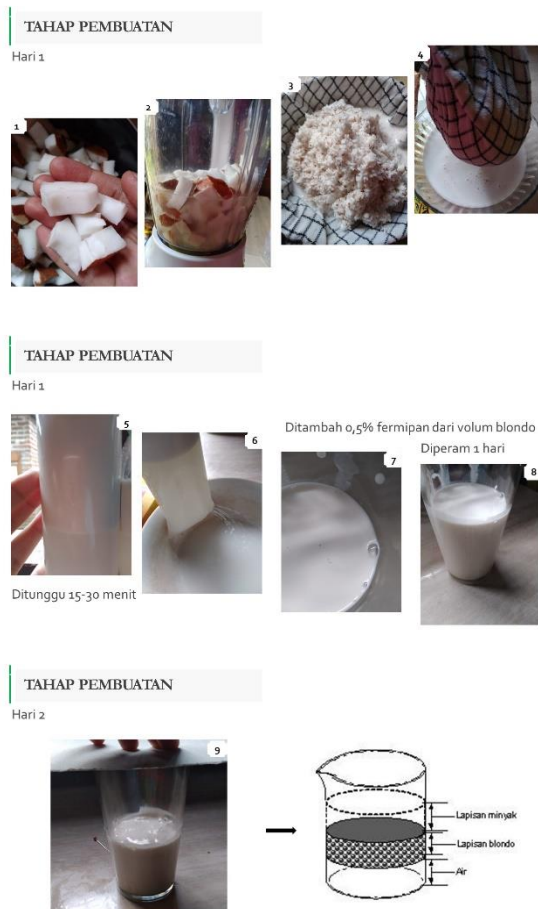 TAHAP PEMBUATAN
Hari 1
1
2
3
4
TAHAP PEMBUATAN
Hari 1
5
6
Ditunggu 15-30 menit
Ditambah 0,5% fermipan dari volum blondo
Diperam 1 hari
7
8
TAHAP PEMBUATAN
Hari 2
9
Lapisan minyak
Lapisan blondo
Air